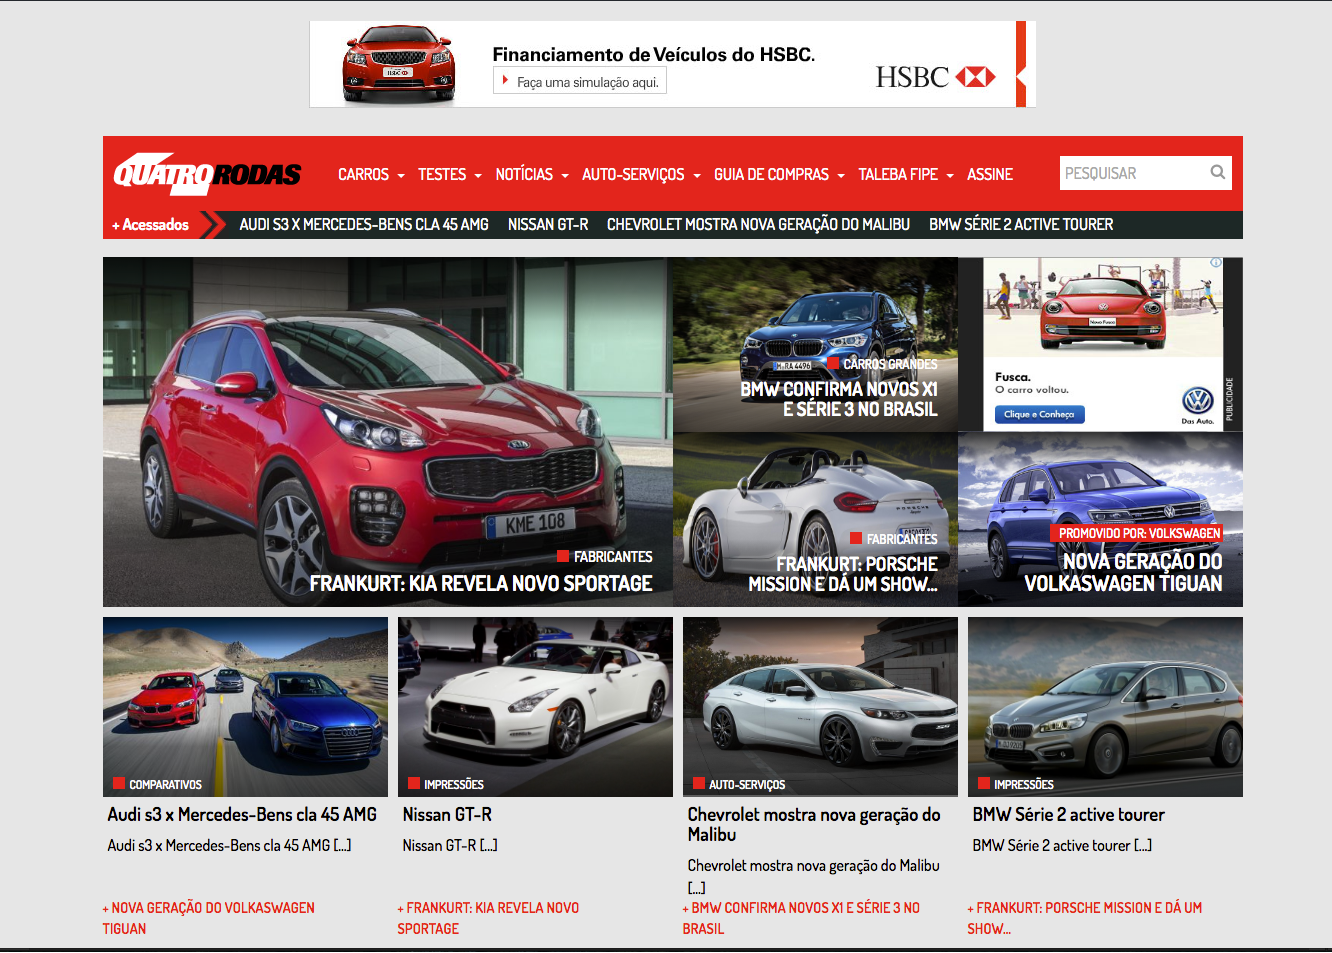 Financiamento de Veículos do HSBC.
Faça uma simulação aqui.
HSBC
QUATRORODAS
CARROS TESTES NOTÍCIAS AUTO-SERVIÇOS GUIA DE COMPRAS TALEBA FIPE ASSINE
PESQUISAR
+ Acessados
AUDI S3 X MERCEDES-BENS CLA 45 AMG NISSAN GT-R CHEVROLET MOSTRA NOVA GERAÇÃO DO MALIBU BMW SÉRIE 2 ACTIVE TOURER
KIA
KME 108
FABRICANTES
FRANKURT: KIA REVELA NOVO SPORTAGE
M RA 4496
CARROS GRANDES
BMW CONFIRMA NOVOS X1
E SÉRIE 3 NO BRASIL
Novo Fusca
Fusca.
O carro voltou.
Clique e Conheça
Das Auto.
PUBLICIDADE
PORSCHE
FABRICANTES
FRANKURT: PORSCHE
MISSION E DÁ UM SHOW...
PROMOVIDO POR: VOLKSWAGEN
NOVA GERAÇÃO DO
VOLKASWAGEN TIGUAN
COMPARATIVOS
Audi s3 x Mercedes-Bens cla 45 AMG
Audi s3 x Mercedes-Bens cla 45 AMG [...]
+ NOVA GERAÇÃO DO VOLKASWAGEN
TIGUAN
IMPRESSÕES
Nissan GT-R
Nissan GT-R [...]
+ FRANKURT: KIA REVELA NOVO
SPORTAGE
AUTO-SERVIÇOS
Chevrolet mostra nova geração do
Malibu
Chevrolet mostra nova geração do Malibu
[...]
+ BMW CONFIRMA NOVOS X1 E SÉRIE 3 NO
BRASIL
IMPRESSÕES
BMW Série 2 active tourer
BMW Série 2 active tourer [...]
+ FRANKURT: PORSCHE MISSION E DÁ UM
SHOW...